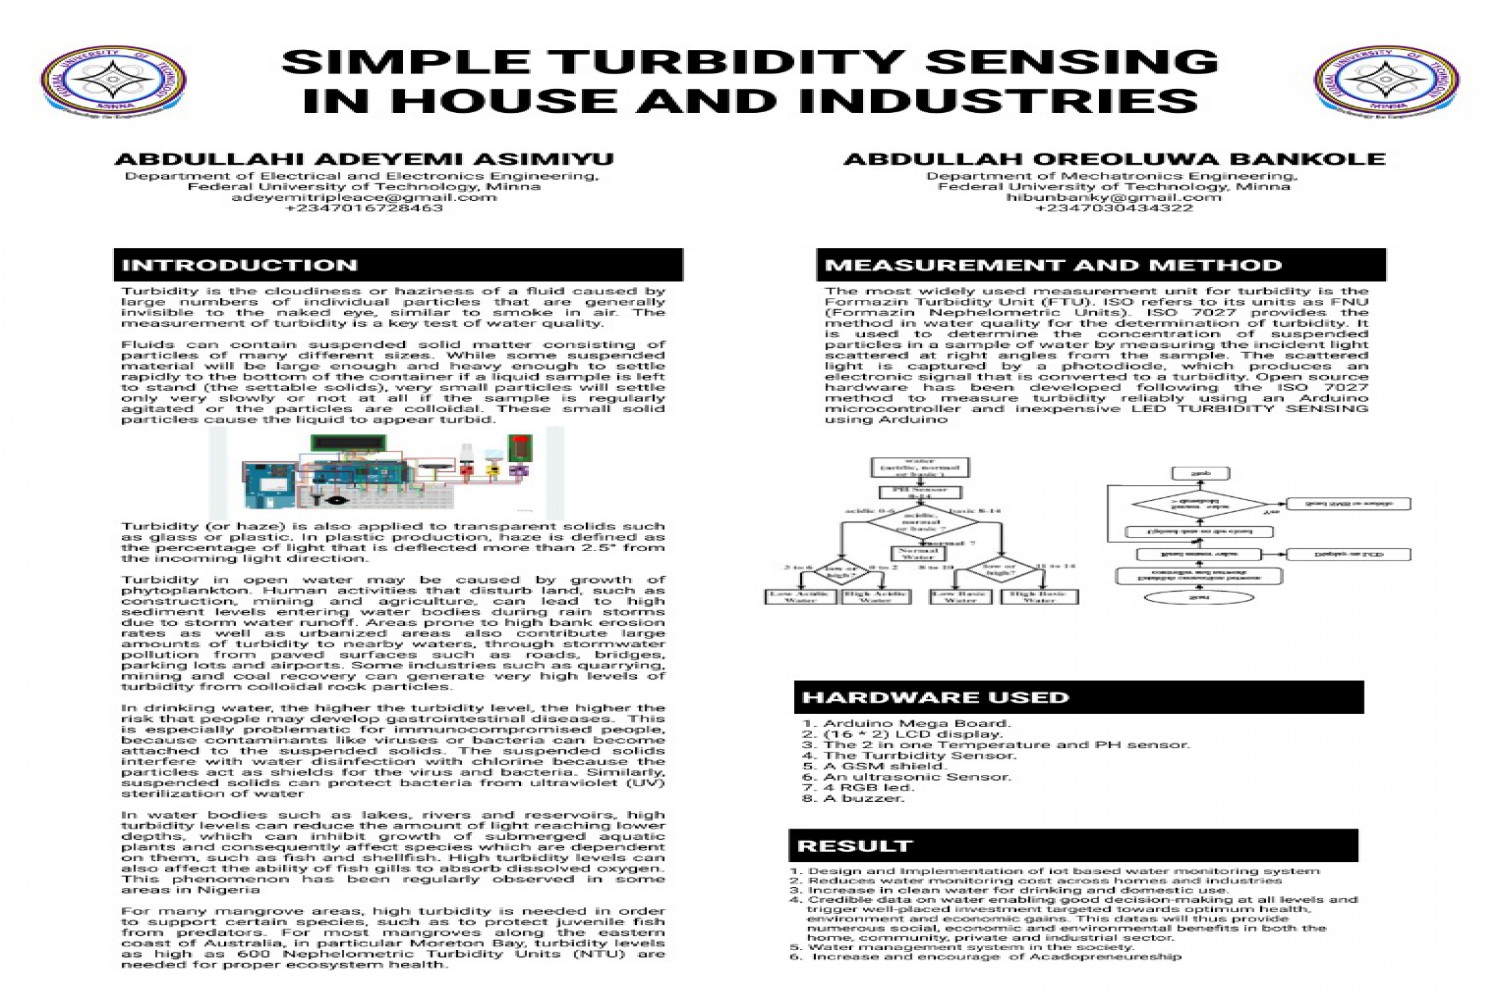 SIMPLE TURBIDITY SENSING
IN HOUSE AND INDUSTRIES
ABDULLAHI ADEYEMI ASIMIYU
Department of Electrical and Electronics Engineering,
Federal University of Technology, Minna
adeyemitripleace@gmail.com
+2347016728463
ABDULLAH OREOLUWA BANKOLE
Department of Mechatronics Engineering,
Federal University of Technology, Minna
hibunbanky@gmail.com
+2347030434322
INTRODUCTION
Turbidity is the cloudiness or haziness of a fluid caused by
large numbers of individual particles that are generally
invisible to the naked eye, similar to smoke in air. The
measurement of turbidity is a key test of water quality.
Fluids can contain suspended solid matter consisting of
particles of many different sizes. While some suspended
material will be large enough and heavy enough to settle
rapidly to the bottom of the container if a liquid sample is left
to stand (the settable solids), very small particles will settle
only very slowly or not at all if the sample is regularly
agitated or the particles are colloidal. These small solid
particles cause the liquid to appear turbid.
Turbidity (or haze) is also applied to transparent solids such
as glass or plastic. In plastic production, haze is defined as
the percentage of light that is deflected more than 2.5° from
the incoming light direction.
Turbidity in open water may be caused by growth of
phytoplankton. Human activities that disturb land, such as
construction, mining and agriculture, can lead to high
sediment levels entering water bodies during rain storms
due to storm water runoff. Areas prone to high bank erosion
rates as well as urbanized areas also contribute large
amounts of turbidity to nearby waters, through stormwater
pollution from paved surfaces such as roads, bridges,
parking lots and airports. Some industries such as quarrying,
mining and coal recovery can generate very high levels of
turbidity from colloidal rock particles.
In drinking water, the higher the turbidity level, the higher the
risk that people may develop gastrointestinal diseases. This
is especially problematic for immunocompromised people,
because contaminants like viruses or bacteria can become
attached to the suspended solids. The suspended solids
interfere with water disinfection with chlorine because the
particles act as shields for the virus and bacteria. Similarly,
suspended solids can protect bacteria from ultraviolet (UV)
sterilization of water
In water bodies such as lakes, rivers and reservoirs, high
turbidity levels can reduce the amount of light reaching lower
depths, which can inhibit growth of submerged aquatic
plants and consequently affect species which are dependent
on them, such as fish and shellfish. High turbidity levels can
also affect the ability of fish gills to absorb dissolved oxygen.
This phenomenon has been regularly observed in some
areas in Nigeria
For many mangrove areas, high turbidity is needed in order
to support certain species, such as to protect juvenile fish
from predators. For most mangroves along the eastern
coast of Australia, in particular Moreton Bay, turbidity levels
as high as 600 Nephelometric Turbidity Units (NTU) are
needed for proper ecosystem health.
MEASUREMENT AND METHOD
The most widely used measurement unit for turbidity is the
Formazin Turbidity Unit (FTU). ISO refers to its units as FNU
(Formazin Nephelometric Units). ISO 7027 provides the
method in water quality for the determination of turbidity. It
is used to determine the concentration of suspended
particles in a sample of water by measuring the incident light
scattered at right angles from the sample. The scattered
light is captured by a photodiode, which produces an
electronic signal that is converted to a turbidity. Open source
hardware has been developed following the ISO 7027
method to measure turbidity reliably using an Arduino
microcontroller and inexpensive LED TURBIDITY SENSING
using Arduino
water
(acidic, normal
or basic )
PH Sensor
0-14
acidic 0-6
acidic,
normal
or basic ?
basic 8-14
normal 7
Normal
Water
3 to 6
low or
high?
0 to 2
8 to 10
low or
high?
11 to 14
Low Acidic
Water
High Acidic
Water
Low Basic
Water
High Basic
Water
HARDWARE USED
1. Arduino Mega Board.
2. (16 * 2) LCD display.
3. The 2 in one Temperature and PH sensor.
4. The Turrbidity Sensor.
5. A GSM shield.
6. An ultrasonic Sensor.
7. 4 RGB led.
8. A buzzer.
RESULT
1. Design and Implementation of iot based water monitoring system
2. Reduces water monitoring cost across homes and industries
3. Increase in clean water for drinking and domestic use.
4. Credible data on water enabling good decision-making at all levels and
trigger well-placed investment targeted towards optimum health,
environment and economic gains. This datas will thus provide
numerous social, economic and environmental benefits in both the
home, community, private and industrial sector.
5. Water management system in the society.
6. Increase and encourage of Acadopreneureship